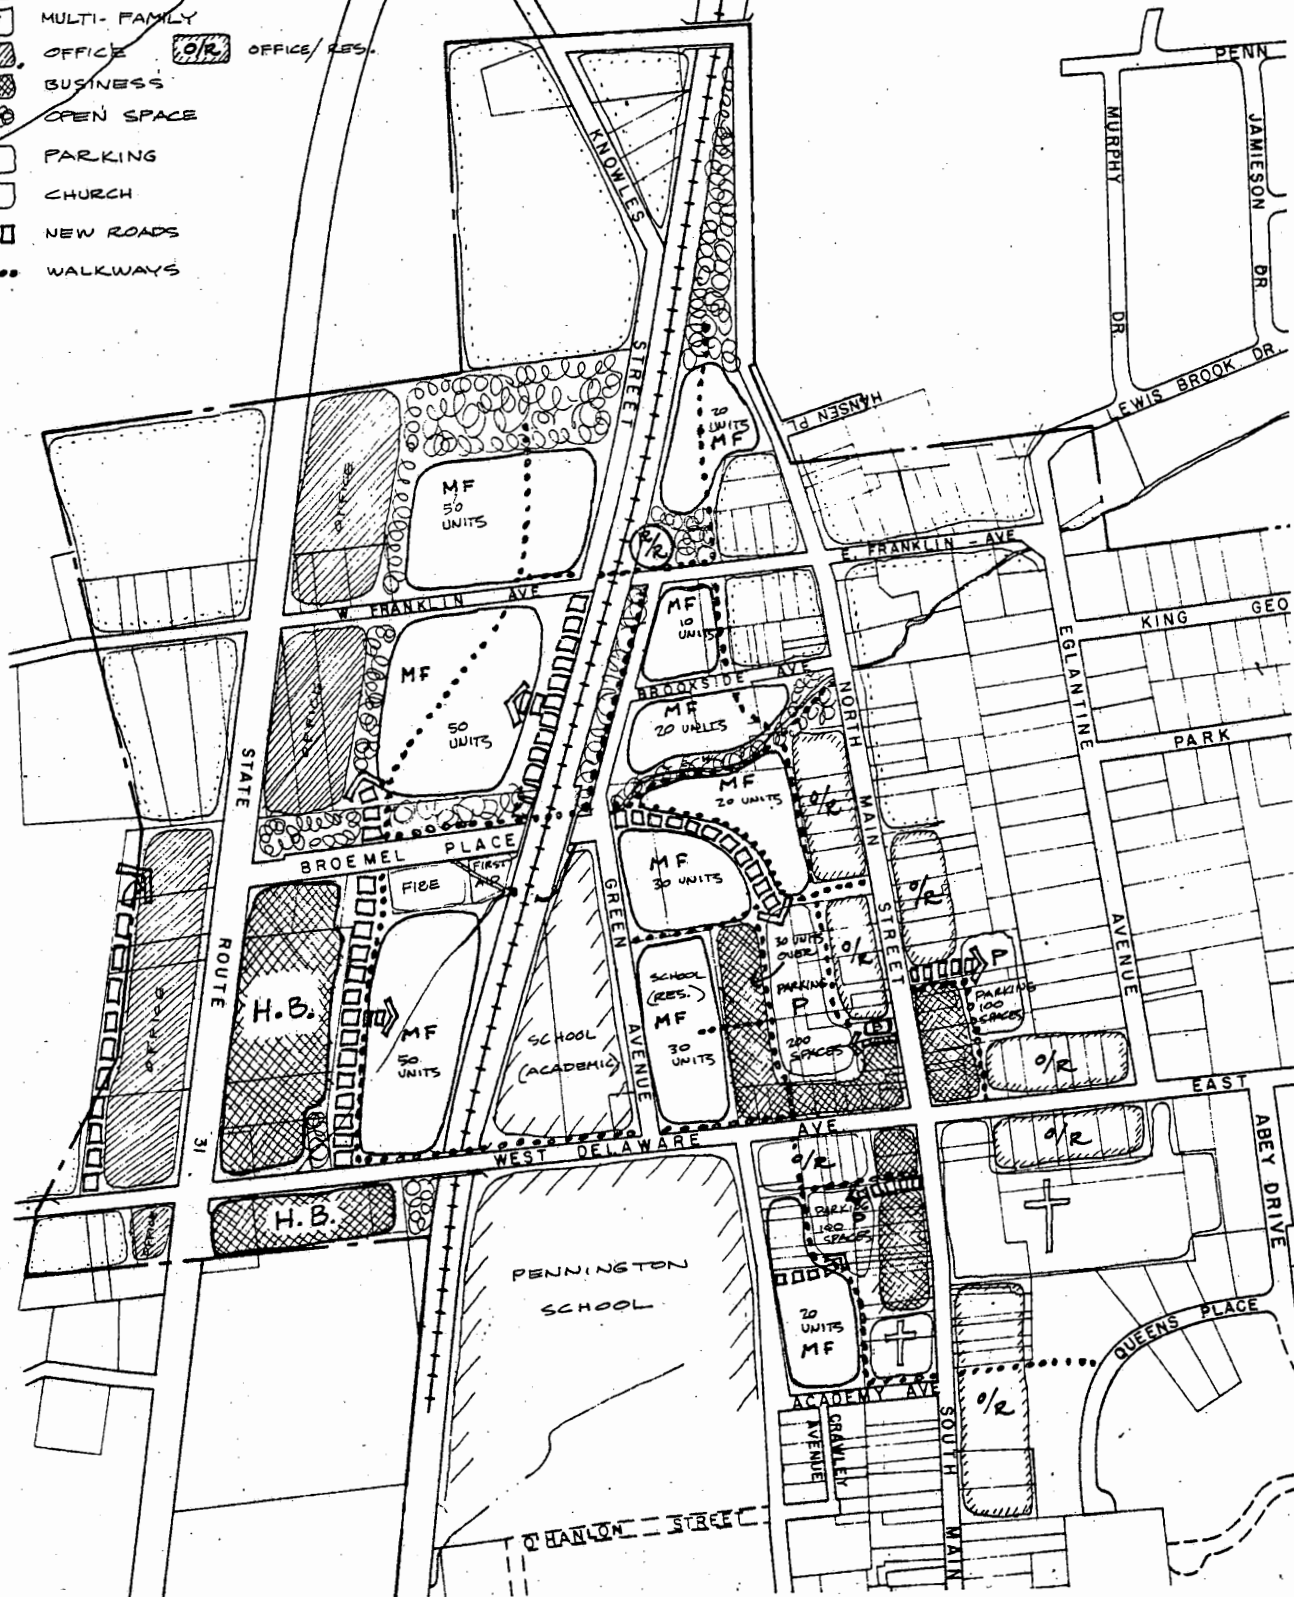 MULTI-FAMILY
OFFICE
O/R OFFICE/RES.
BUSINESS
OPEN SPACE
PARKING
CHURCH
NEW ROADS
WALKWAYS
KNOWLES
STREET
PENN
MURPHY
DR.
JAMIESON
DR.
LEWIS BROOK DR.
HANSEN PL
20
UNITS
MF
OFFICE
MF
50
UNITS
R/R
E. FRANKLIN - AVE
W. FRANKLIN AVE
MF
10
UNITS
KING GEO
EGLANTINE
AVENUE
PARK
BROOKSIDE AVE
NORTH
MAIN
STREET
OFFICE
MF
50
UNITS
MF
20 UNITS
MF
20 UNITS
O/R
STATE
ROUTE
31
BROEMEL PLACE
FIRE
FIRST
AID
GREEN
AVENUE
MF
30 UNITS
O/R
OFFICE
H.B.
MF
50
UNITS
SCHOOL
(ACADEMIC)
SCHOOL
(RES.)
MF
30
UNITS
30 UNITS
OVER
PARKING
P
200
SPACES
O/R
B
P
PARKING
100
SPACES
O/R
EAST
WEST DELAWARE AVE.
O/R
O/R
ABEY DRIVE
H.B.
PARKING
P
100
SPACES
PENNINGTON
SCHOOL
20
UNITS
MF
QUEENS PLACE
ACADEMY AVE
O/R
CRAWLEY
AVENUE
SOUTH
MAIN
O'HANLON STREET